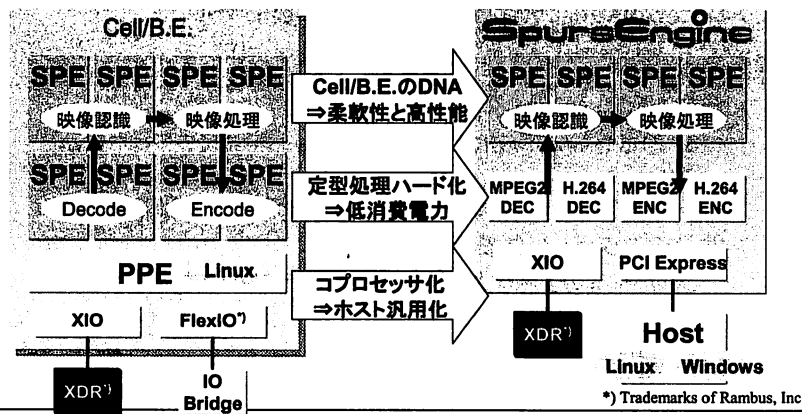 Cell/B.E.
SPE SPE SPE SPE
映像認識 映像処理
SPE SPE SPE SPE
Decode Encode
PPE Linux
XIO FlexIO*)
XDR*)
IO
Bridge
Cell/B.E.のDNA
⇒柔軟性と高性能
定型処理ハード化
⇒低消費電力
コプロセッサ化
⇒ホスト汎用化
SpursEngine
SPE SPE SPE SPE
映像認識 映像処理
MPEG2 H.264 MPEG2 H.264
DEC DEC ENC ENC
XIO PCI Express
XDR*) Host
Linux Windows
*) Trademarks of Rambus, Inc